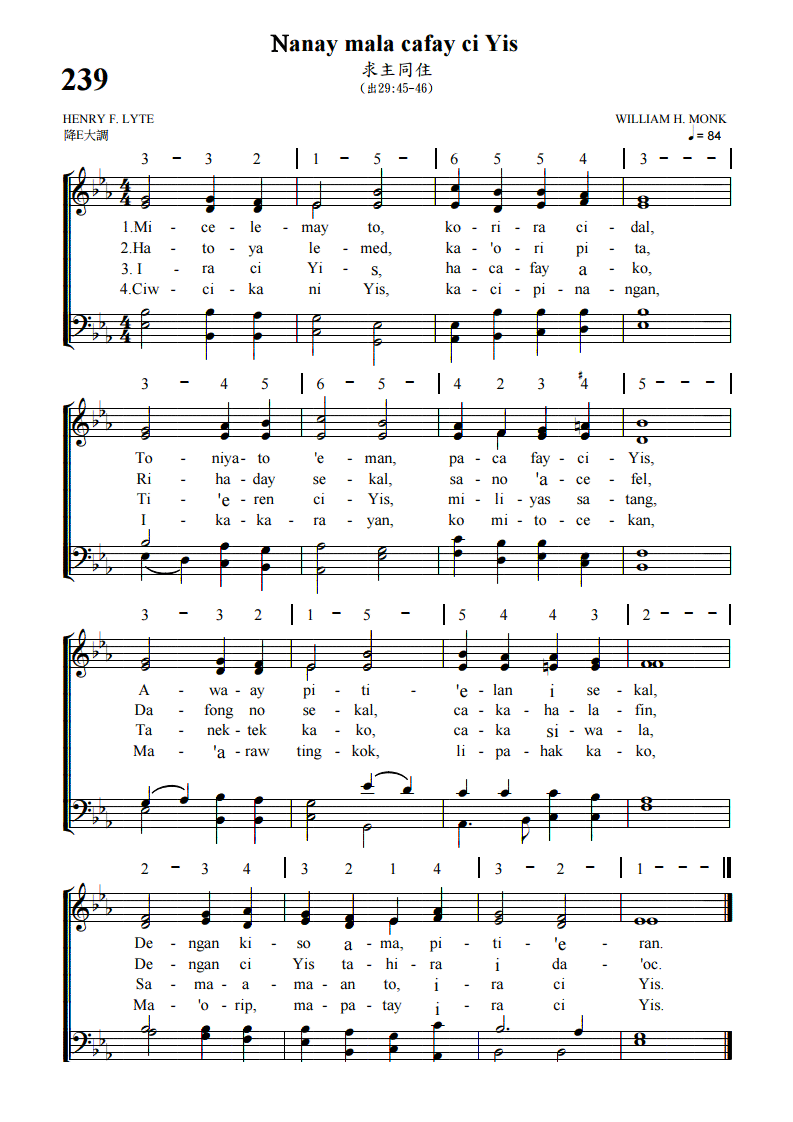 Nanay mala cafay ci Yis
求主同住
239
(出29:45-46)
HENRY F. LYTE WILLIAM H. MONK
降E大調 ♩= 84
3 - 3 2 | 1 - 5 - | 6 5 5 4 | 3 - - - |
1.Mi - ce - le - may to, ko - ri - ra ci - dal,
2.Ha - to - ya le - med, ka - 'o - ri pi - ta,
3. I - ra ci Yi - s, ha - ca - fay a - ko,
4.Ciw - ci - ka ni Yis, ka - ci - pi - na - ngan,
3 - 4 5 | 6 - 5 - | 4 2 3 #4 | 5 - - - |
To - niya - to 'e - man, pa - ca fay - ci - Yis,
Ri - ha - day se - kal, sa - no 'a - ce - fel,
Ti - 'e - ren ci - Yis, mi - li - yas sa - tang,
I - ka - ka - ra - yan, ko mi - to - ce - kan,
3 - 3 2 | 1 - 5 - | 5 4 4 3 | 2 - - - |
A - wa - ay pi - ti - 'e - lan i se - kal,
Da - fong no se - kal, ca - ka - ha - la - fin,
Ta - nek - tek ka - ko, ca - ka si - wa - la,
Ma - 'a - raw ting - kok, li - pa - hak ka - ko,
2 - 3 4 | 3 2 1 4 | 3 - 2 - | 1 - - - ||
De - ngan ki - so a - ma, pi - ti - 'e - ran.
De - ngan ci Yis ta - hi - ra i da - 'oc.
Sa - ma - a - ma - an to, i - ra ci Yis.
Ma - 'o - rip, ma - pa - tay i - ra ci Yis.